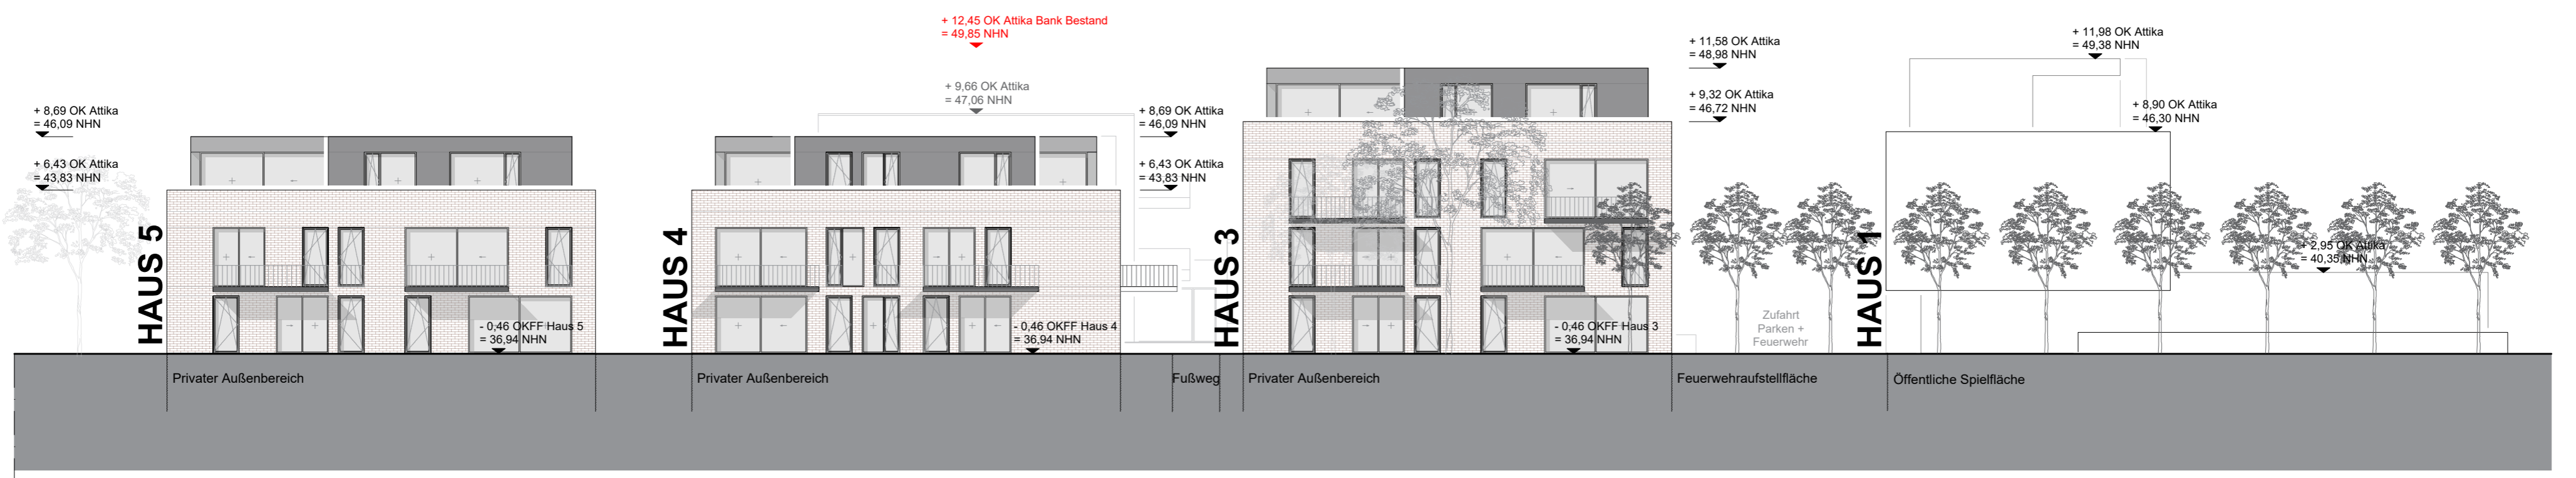 + 12,45 OK Attika Bank Bestand
= 49,85 NHN
+ 11,98 OK Attika
= 49,38 NHN
+ 11,58 OK Attika
= 48,98 NHN
+ 9,66 OK Attika
= 47,06 NHN
+ 9,32 OK Attika
= 46,72 NHN
+ 8,69 OK Attika
= 46,09 NHN
+ 8,69 OK Attika
= 46,09 NHN
+ 8,90 OK Attika
= 46,30 NHN
+ 6,43 OK Attika
= 43,83 NHN
+ 6,43 OK Attika
= 43,83 NHN
+ 2,95 OK Attika
= 40,35 NHN
HAUS 5
HAUS 4
HAUS 3
HAUS 1
- 0,46 OKFF Haus 5
= 36,94 NHN
- 0,46 OKFF Haus 4
= 36,94 NHN
- 0,46 OKFF Haus 3
= 36,94 NHN
Zufahrt
Parken +
Feuerwehr
Privater Außenbereich
Privater Außenbereich
Fußweg
Privater Außenbereich
Feuerwehraufstellfläche
Öffentliche Spielfläche